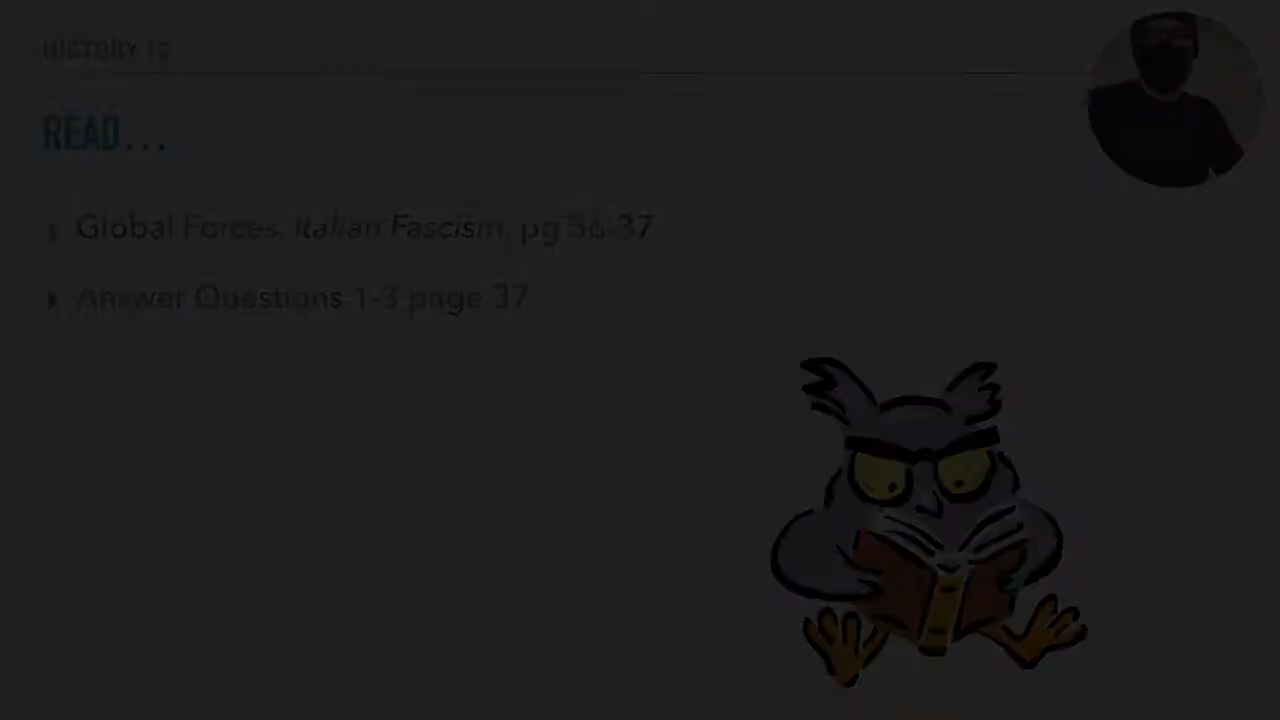 HISTORY 12
READ...
Global Forces, Italian Fascism, pg 36-37
Answer Questions 1-3 page 37